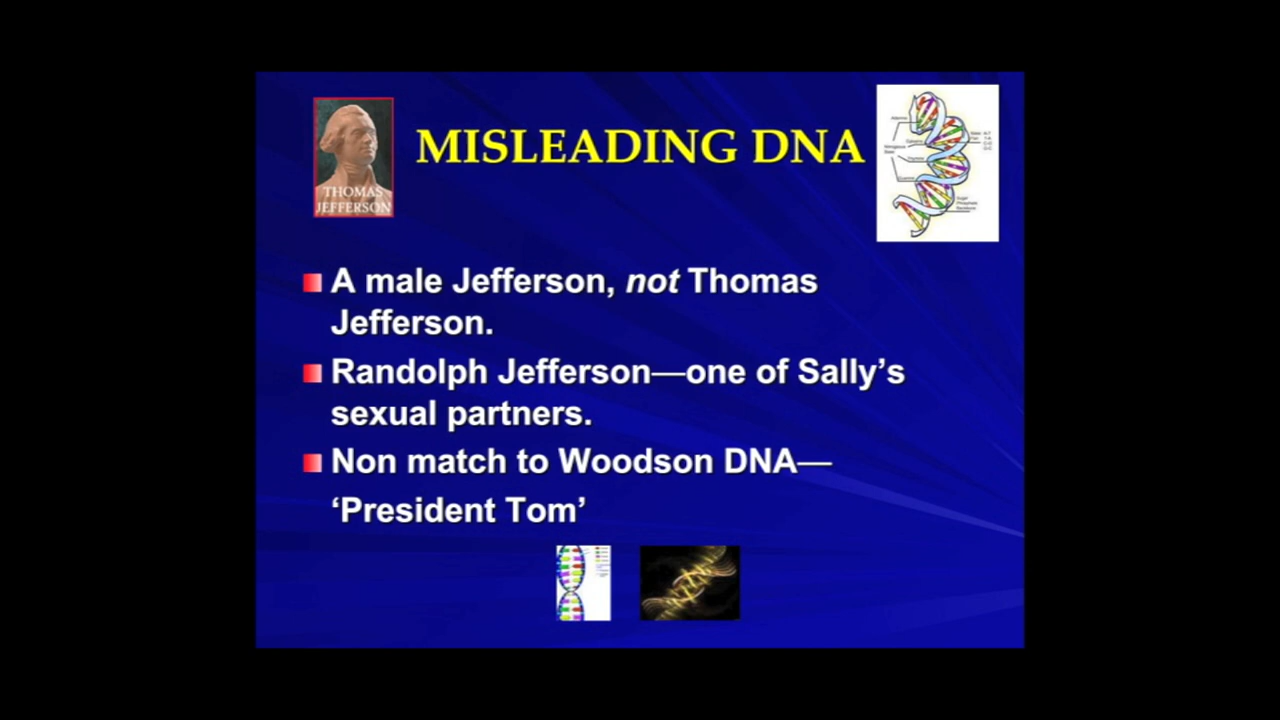 MISLEADING DNA
THOMAS
JEFFERSON
A male Jefferson, not Thomas
Jefferson.
Randolph Jefferson—one of Sally’s
sexual partners.
Non match to Woodson DNA—
‘President Tom’